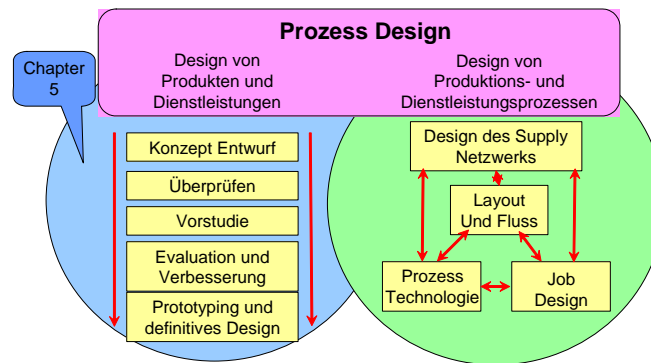 Prozess Design
Chapter
5
Design von
Produkten und
Dienstleistungen
Design von
Produktions- und
Dienstleistungsprozessen
Konzept Entwurf
Überprüfen
Vorstudie
Evaluation und
Verbesserung
Prototyping und
definitives Design
Design des Supply
Netzwerks
Layout
Und Fluss
Prozess
Technologie
Job
Design